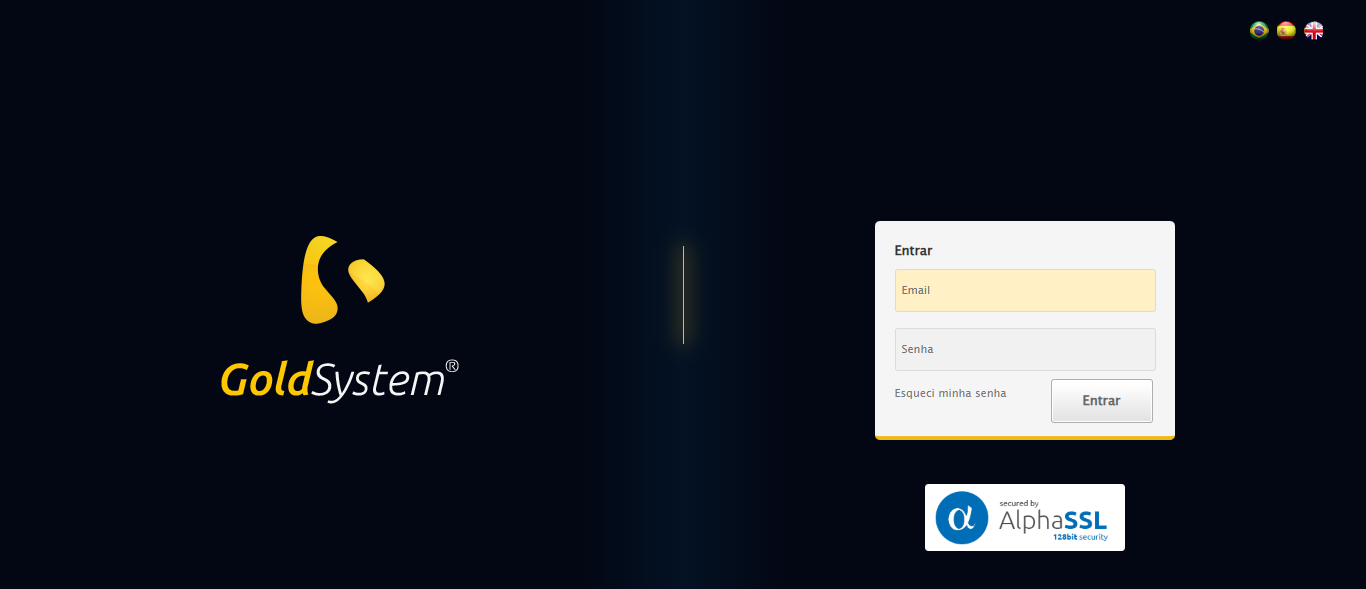 GoldSystem®
Entrar
Email
Senha
Esqueci minha senha
Entrar
α
secured by
AlphaSSL
128bit security